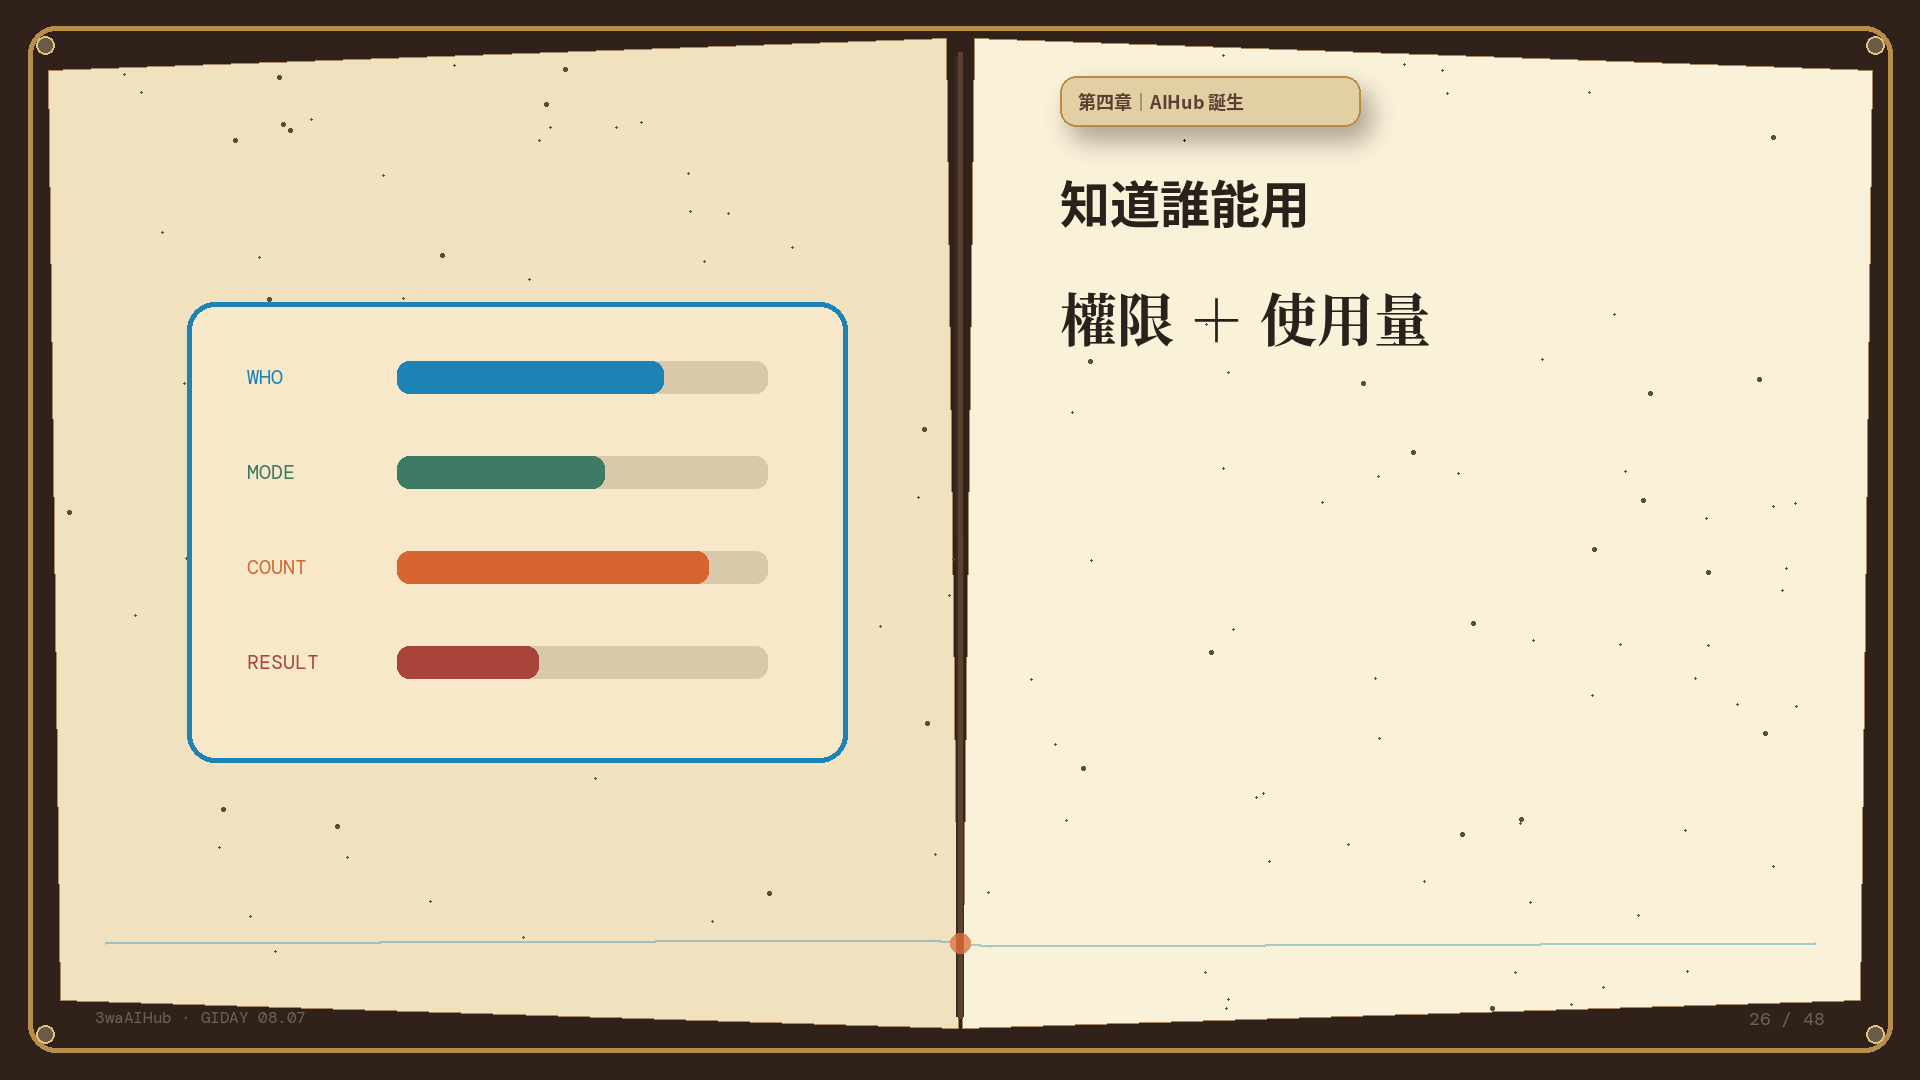 WHO
MODE
COUNT
RESULT
第四章｜AIHub 誕生
知道誰能用
權限 ＋ 使用量
3waAIHub · GIDAY 08.07
26 / 48